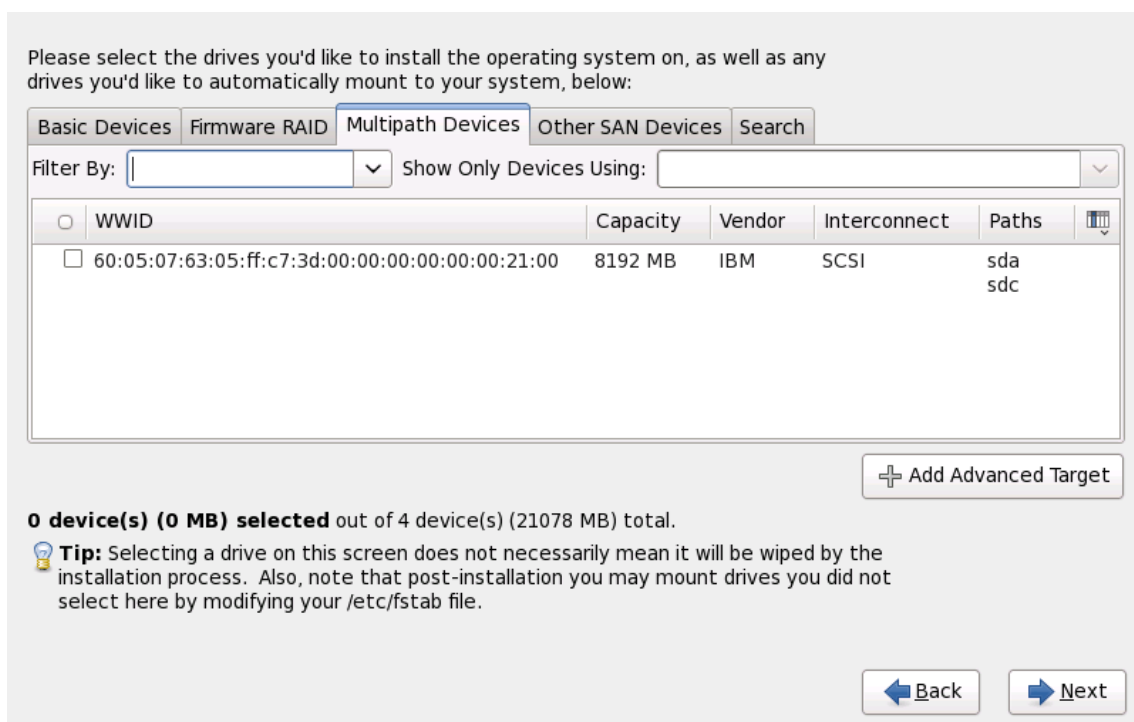 Please select the drives you'd like to install the operating system on, as well as any
drives you'd like to automatically mount to your system, below:
Basic Devices Firmware RAID Multipath Devices Other SAN Devices Search
Filter By: Show Only Devices Using:
WWID Capacity Vendor Interconnect Paths
60:05:07:63:05:ff:c7:3d:00:00:00:00:00:00:21:00 8192 MB IBM SCSI sda
sdc
Add Advanced Target
0 device(s) (0 MB) selected out of 4 device(s) (21078 MB) total.
Tip: Selecting a drive on this screen does not necessarily mean it will be wiped by the
installation process.  Also, note that post-installation you may mount drives you did not
select here by modifying your /etc/fstab file.
Back Next